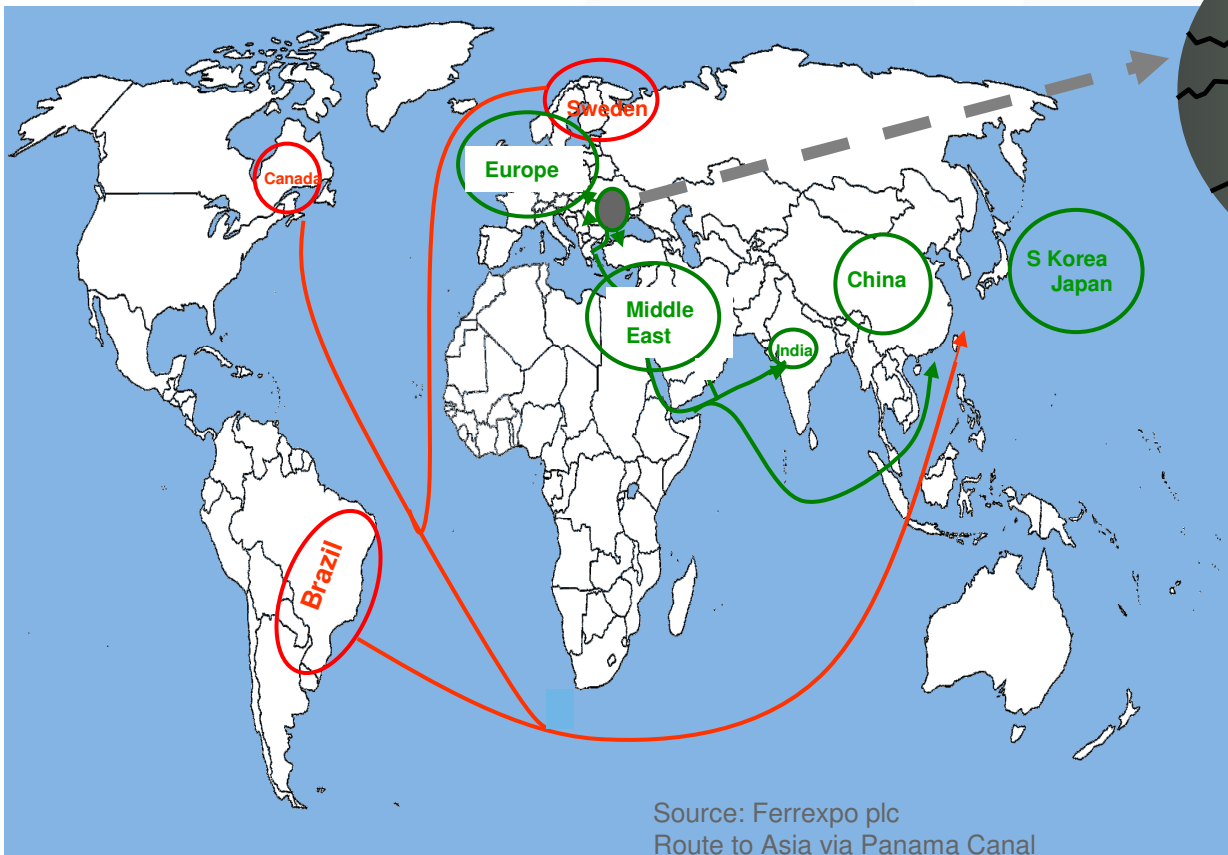 Sweden
Europe
Canada
S Korea
Japan
China
Middle
East
India
Brazil
Source: Ferrexpo plc
Route to Asia via Panama Canal